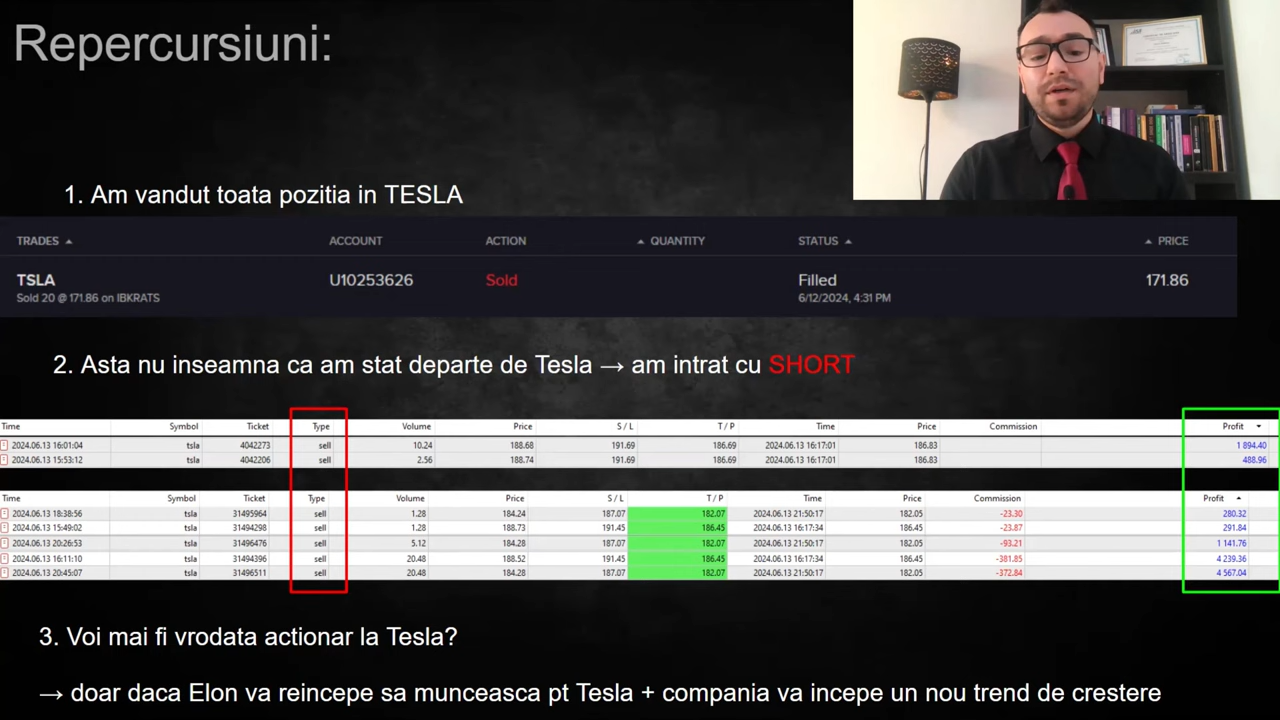 Repercursiuni:
1. Am vandut toata pozitia in TESLA
TRADES ACCOUNT ACTION QUANTITY STATUS PRICE
TSLA U10253626 Sold Filled 171.86
Sold 20 @ 171.86 on IBKRATS 6/12/2024, 4:31 PM
2. Asta nu inseamna ca am stat departe de Tesla → am intrat cu SHORT
Time Symbol Ticket Type Volume Price S / L T / P Time Price Commission Profit
2024.06.13 16:01:04 tsla 4042273 sell 10.24 188.68 191.69 186.69 2024.06.13 16:17:01 186.83 1 894.40
2024.06.13 15:53:12 tsla 4042206 sell 2.56 188.74 191.69 186.69 2024.06.13 16:17:01 186.83 488.96
Time Symbol Ticket Type Volume Price S / L T / P Time Price Commission Profit
2024.06.13 18:38:56 tsla 31495964 sell 1.28 184.24 187.07 182.07 2024.06.13 21:50:17 182.05 -23.30 280.32
2024.06.13 15:49:02 tsla 31494298 sell 1.28 188.73 191.45 186.45 2024.06.13 16:17:34 186.45 -23.87 291.84
2024.06.13 20:26:53 tsla 31496476 sell 5.12 184.28 187.07 182.07 2024.06.13 21:50:17 182.05 -93.21 1 141.76
2024.06.13 16:11:10 tsla 31494396 sell 20.48 188.52 191.45 186.45 2024.06.13 16:17:34 186.45 -381.85 4 239.36
2024.06.13 20:45:07 tsla 31496511 sell 20.48 184.28 187.07 182.07 2024.06.13 21:50:17 182.05 -372.84 4 567.04
3. Voi mai fi vrodata actionar la Tesla?
→ doar daca Elon va reincepe sa munceasca pt Tesla + compania va incepe un nou trend de crestere